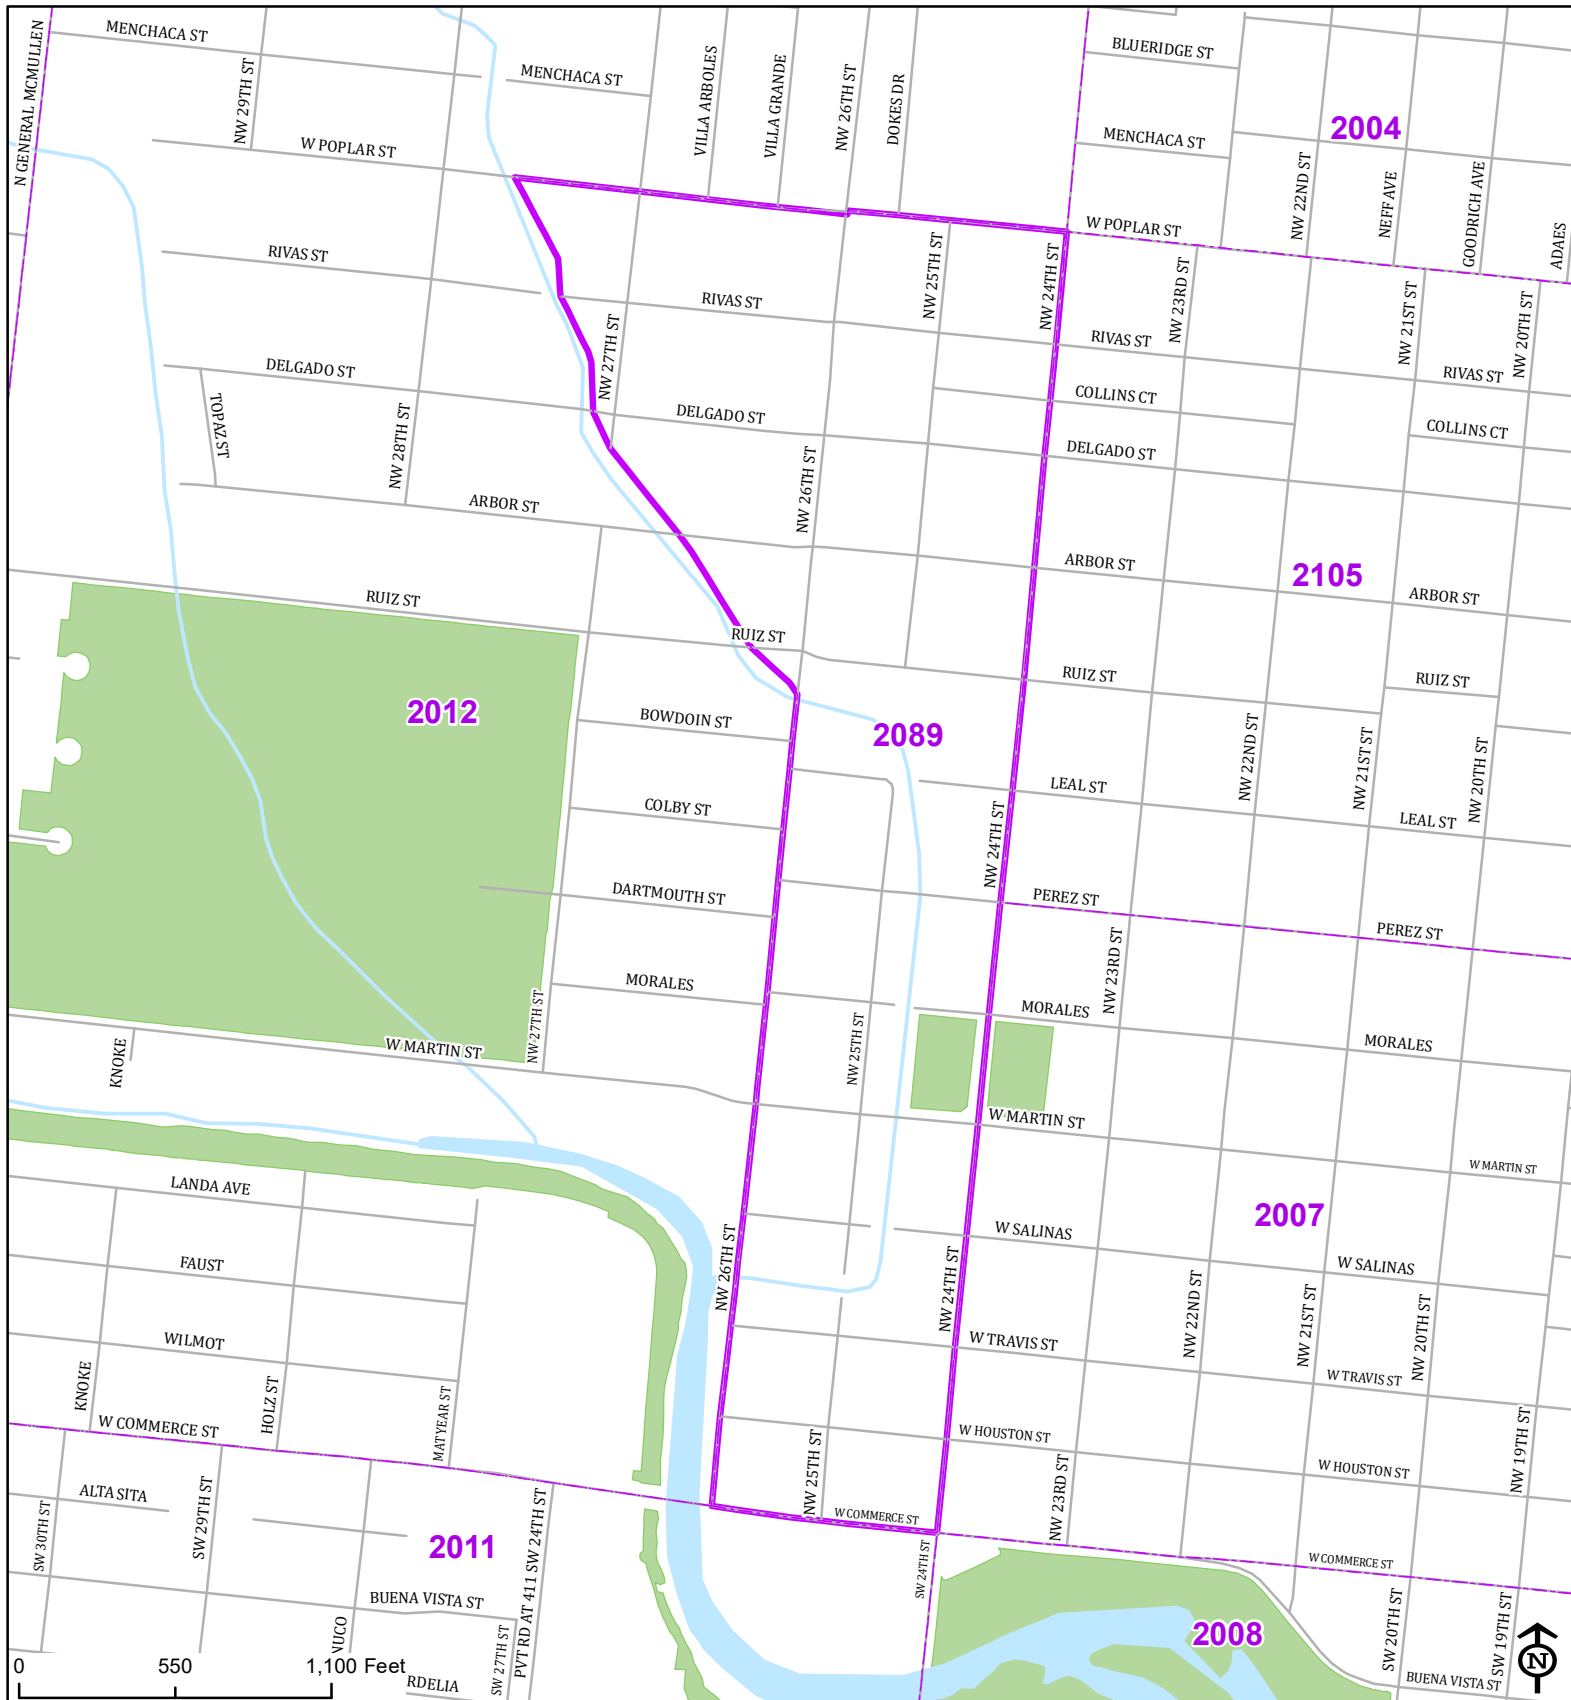 MENCHACA ST
N GENERAL MCMULLEN
NW 29TH ST
MENCHACA ST
VILLA ARBOLES
VILLA GRANDE
NW 26TH ST
DOKES DR
BLUERIDGE ST
2004
MENCHACA ST
W POPLAR ST
NW 22ND ST
NEFF AVE
GOODRICH AVE
ADAES
W POPLAR ST
RIVAS ST
NW 25TH ST
NW 24TH ST
NW 23RD ST
NW 21ST ST
NW 20TH ST
RIVAS ST
RIVAS ST
NW 27TH ST
DELGADO ST
RIVAS ST
COLLINS CT
TOPAZ ST
NW 28TH ST
DELGADO ST
COLLINS CT
DELGADO ST
NW 26TH ST
ARBOR ST
ARBOR ST
2105
ARBOR ST
RUIZ ST
RUIZ ST
RUIZ ST
RUIZ ST
2012
BOWDOIN ST
2089
NW 22ND ST
NW 21ST ST
NW 20TH ST
LEAL ST
COLBY ST
LEAL ST
NW 24TH ST
DARTMOUTH ST
PEREZ ST
PEREZ ST
NW 23RD ST
MORALES
MORALES
MORALES
NW 27TH ST
NW 25TH ST
KNOKE
W MARTIN ST
W MARTIN ST
W MARTIN ST
LANDA AVE
2007
W SALINAS
NW 26TH ST
NW 24TH ST
FAUST
W SALINAS
NW 22ND ST
NW 21ST ST
NW 20TH ST
WILMOT
W TRAVIS ST
W TRAVIS ST
KNOKE
HOLZ ST
MATYEAR ST
W COMMERCE ST
W HOUSTON ST
NW 19TH ST
NW 25TH ST
W HOUSTON ST
NW 23RD ST
ALTA SITA
SW 29TH ST
SW 30TH ST
W COMMERCE ST
2011
PVT RD AT 411 SW 24TH ST
SW 24TH ST
W COMMERCE ST
BUENA VISTA ST
2008
NUCO
SW 27TH ST
SW 20TH ST
SW 19TH ST
BUENA VISTA ST
RDELIA
0 550 1,100 Feet
N